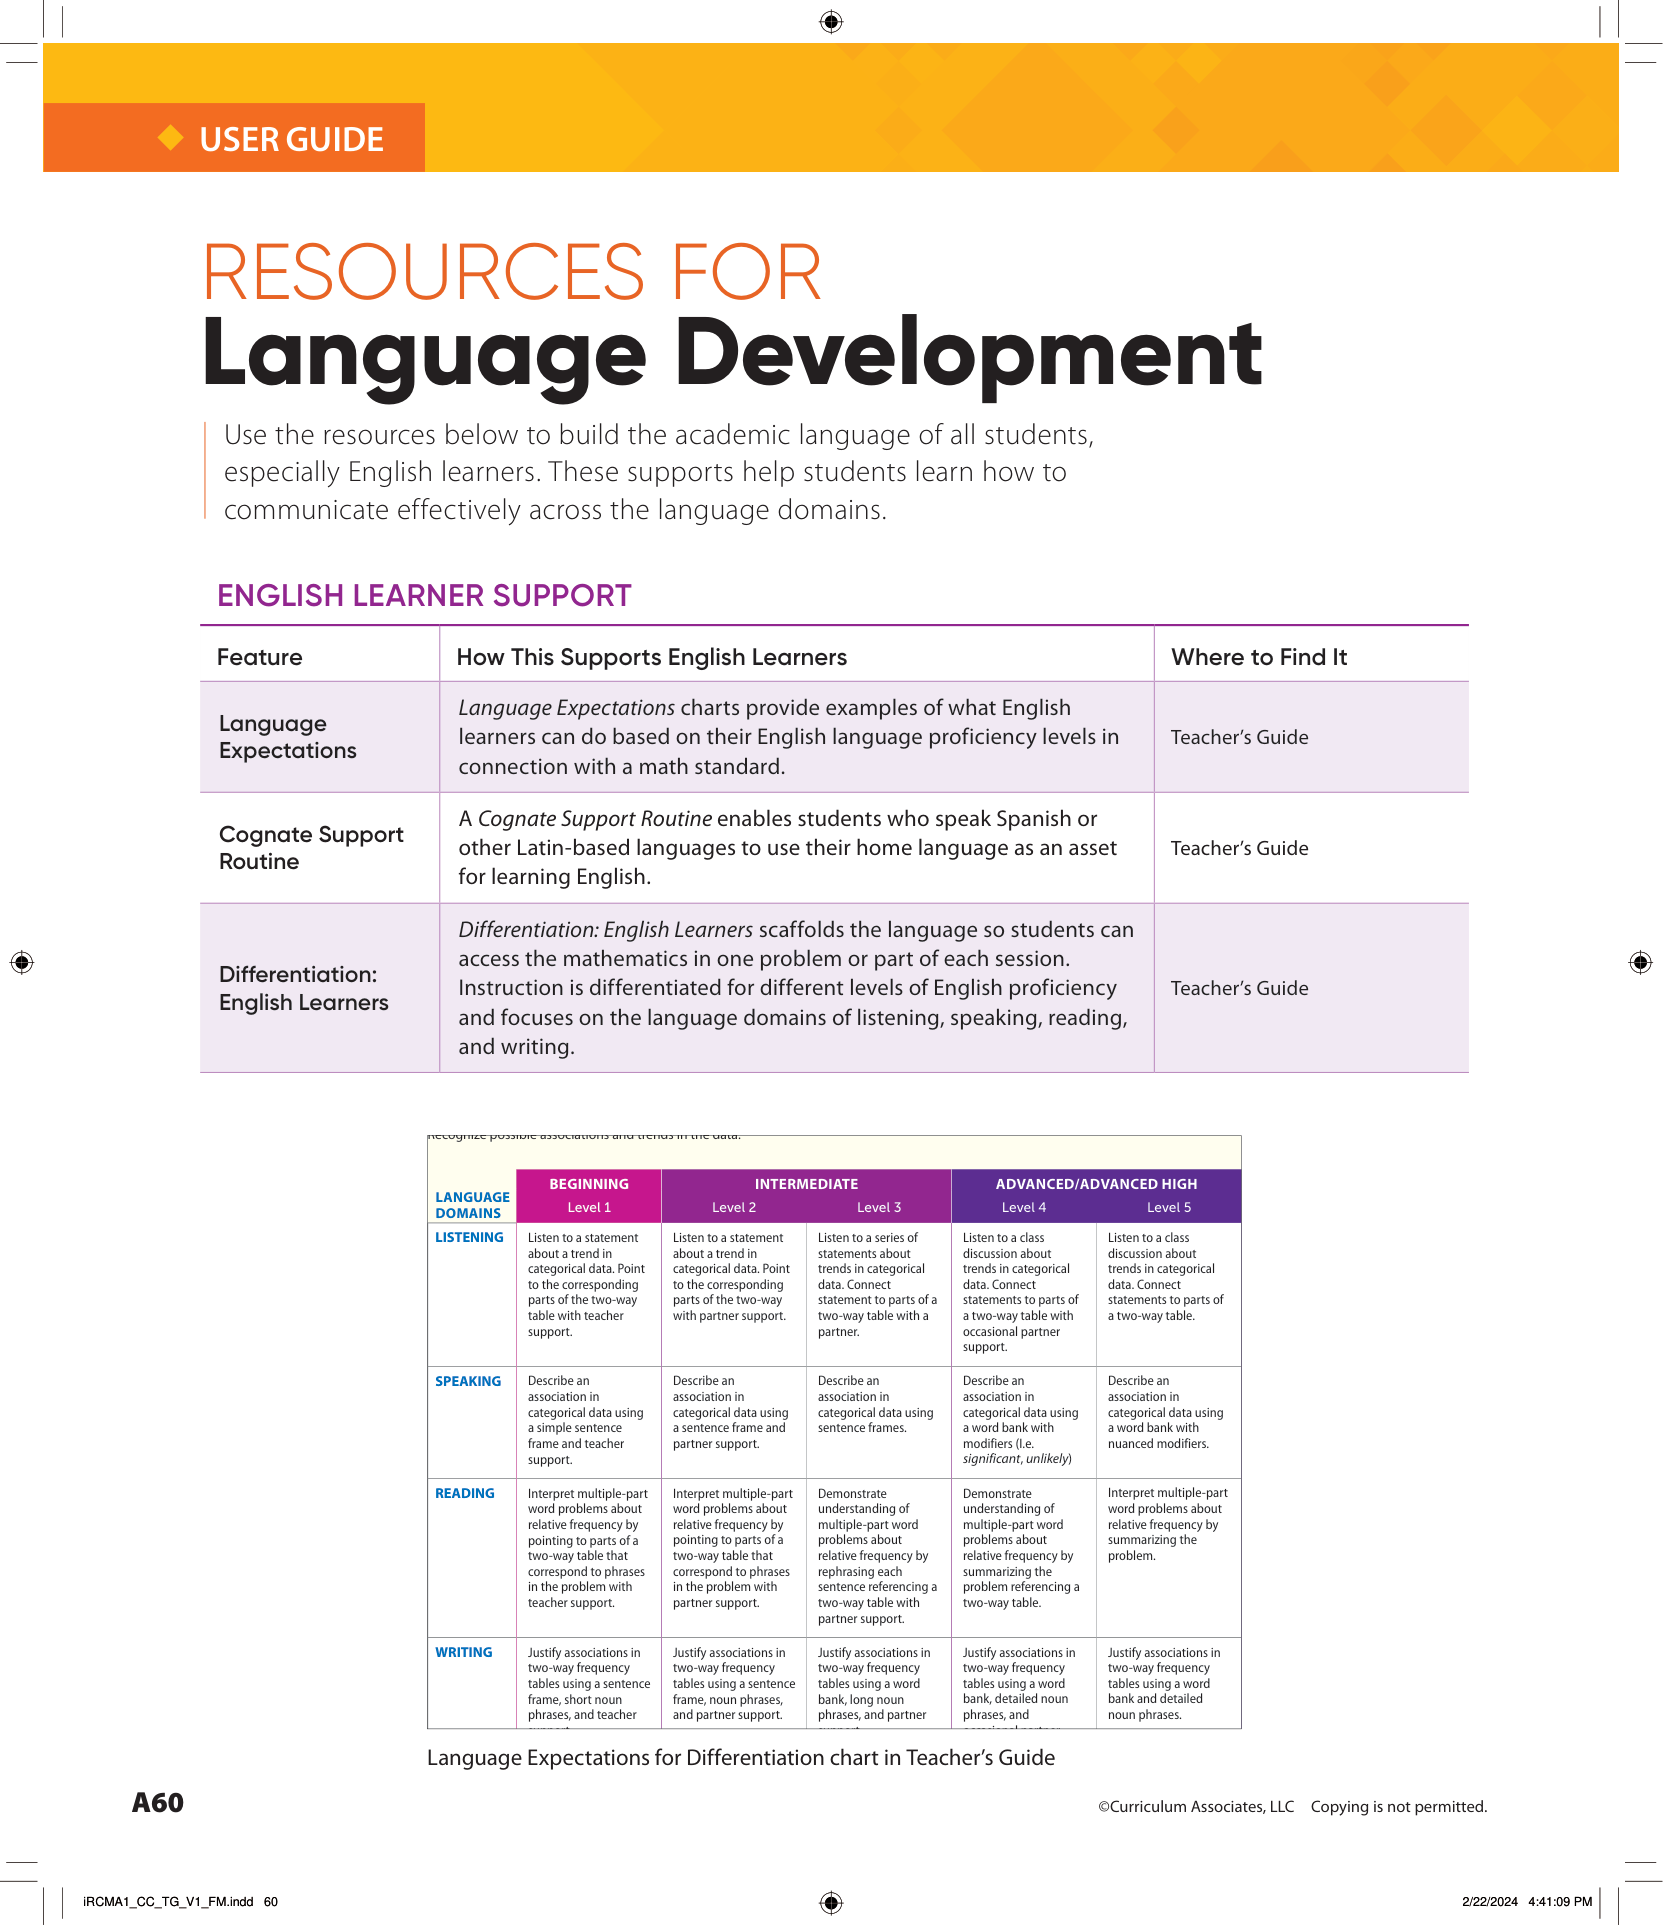 USER GUIDE
RESOURCES FOR
Language Development
Use the resources below to build the academic language of all students,
especially English learners. These supports help students learn how to
communicate effectively across the language domains.
ENGLISH LEARNER SUPPORT
Feature
How This Supports English Learners
Where to Find It
Language
Expectations
Language Expectations charts provide examples of what English
learners can do based on their English language proficiency levels in
connection with a math standard.
Teacher’s Guide
Cognate Support
Routine
A Cognate Support Routine enables students who speak Spanish or
other Latin-based languages to use their home language as an asset
for learning English.
Teacher’s Guide
Differentiation:
English Learners
Differentiation: English Learners scaffolds the language so students can
access the mathematics in one problem or part of each session.
Instruction is differentiated for different levels of English proficiency
and focuses on the language domains of listening, speaking, reading,
and writing.
Teacher’s Guide
Recognize possible associations and trends in the data.
LANGUAGE
DOMAINS
BEGINNING
Level 1
INTERMEDIATE
Level 2
Level 3
ADVANCED/ADVANCED HIGH
Level 4
Level 5
LISTENING
Listen to a statement
about a trend in
categorical data. Point
to the corresponding
parts of the two-way
table with teacher
support.
Listen to a statement
about a trend in
categorical data. Point
to the corresponding
parts of the two-way
with partner support.
Listen to a series of
statements about
trends in categorical
data. Connect
statement to parts of a
two-way table with a
partner.
Listen to a class
discussion about
trends in categorical
data. Connect
statements to parts of
a two-way table with
occasional partner
support.
Listen to a class
discussion about
trends in categorical
data. Connect
statements to parts of
a two-way table.
SPEAKING
Describe an
association in
categorical data using
a simple sentence
frame and teacher
support.
Describe an
association in
categorical data using
a sentence frame and
partner support.
Describe an
association in
categorical data using
sentence frames.
Describe an
association in
categorical data using
a word bank with
modifiers (I.e.
significant, unlikely)
Describe an
association in
categorical data using
a word bank with
nuanced modifiers.
READING
Interpret multiple-part
word problems about
relative frequency by
pointing to parts of a
two-way table that
correspond to phrases
in the problem with
teacher support.
Interpret multiple-part
word problems about
relative frequency by
pointing to parts of a
two-way table that
correspond to phrases
in the problem with
partner support.
Demonstrate
understanding of
multiple-part word
problems about
relative frequency by
rephrasing each
sentence referencing a
two-way table with
partner support.
Demonstrate
understanding of
multiple-part word
problems about
relative frequency by
summarizing the
problem referencing a
two-way table.
Interpret multiple-part
word problems about
relative frequency by
summarizing the
problem.
WRITING
Justify associations in
two-way frequency
tables using a sentence
frame, short noun
phrases, and teacher
Justify associations in
two-way frequency
tables using a sentence
frame, noun phrases,
and partner support.
Justify associations in
two-way frequency
tables using a word
bank, long noun
phrases, and partner
Justify associations in
two-way frequency
tables using a word
bank, detailed noun
phrases, and
Justify associations in
two-way frequency
tables using a word
bank and detailed
noun phrases.
Language Expectations for Differentiation chart in Teacher’s Guide
A60
©Curriculum Associates, LLC Copying is not permitted.
iRCMA1_CC_TG_V1_FM.indd 60
2/22/2024 4:41:09 PM